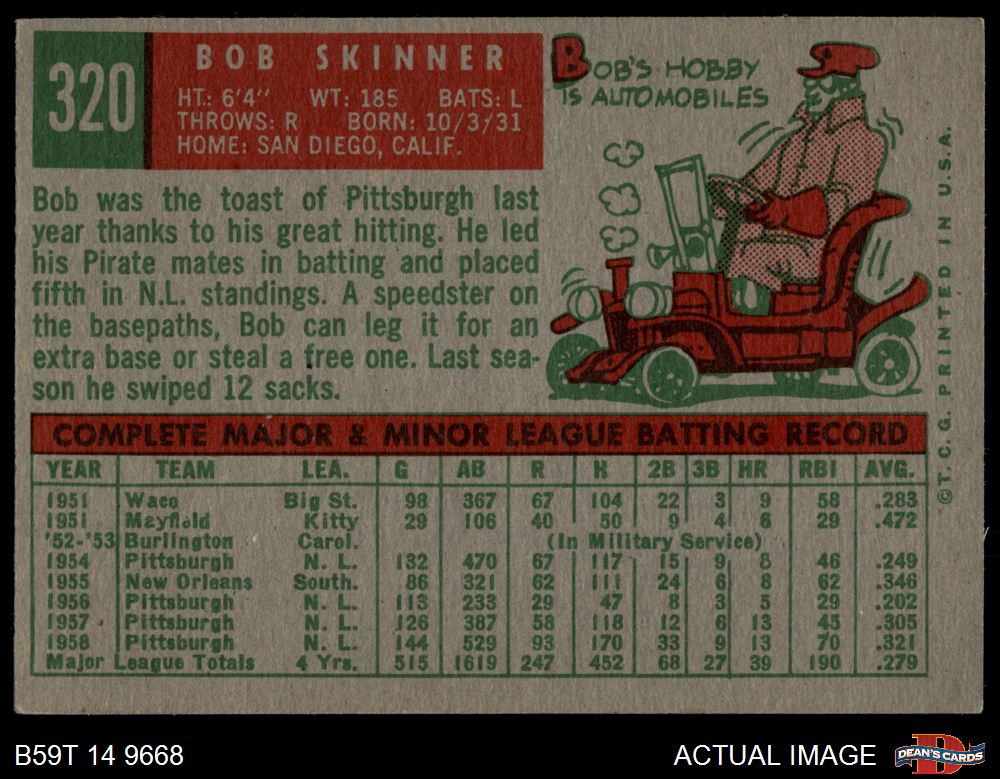 320
BOB SKINNER
HT.: 6'4" WT: 185 BATS: L
THROWS: R BORN: 10/3/31
HOME: SAN DIEGO, CALIF.
BOB'S HOBBY
IS AUTOMOBILES
Bob was the toast of Pittsburgh last
year thanks to his great hitting. He led
his Pirate mates in batting and placed
fifth in N.L. standings. A speedster on
the basepaths, Bob can leg it for an
extra base or steal a free one. Last sea-
son he swiped 12 sacks.
©T. C. G. PRINTED IN U.S.A.
COMPLETE MAJOR & MINOR LEAGUE BATTING RECORD
YEAR TEAM LEA. G AB R H 2B 3B HR RBI AVG.
1951 Waco Big St. 98 367 67 104 22 3 9 58 .283
1951 Mayfield Kitty 29 106 40 50 9 4 6 29 .472
'52-'53 Burlington Carol. (In Military Service)
1954 Pittsburgh N. L. 132 470 67 117 15 9 8 46 .249
1955 New Orleans South. 86 321 62 111 24 6 8 62 .346
1956 Pittsburgh N. L. 113 233 29 47 8 3 5 29 .202
1957 Pittsburgh N. L. 126 387 58 118 12 6 13 45 .305
1958 Pittsburgh N. L. 144 529 93 170 33 9 13 70 .321
Major League Totals 4 Yrs. 515 1619 247 452 68 27 39 190 .279
B59T 14 9668
ACTUAL IMAGE
DEAN'S CARDS